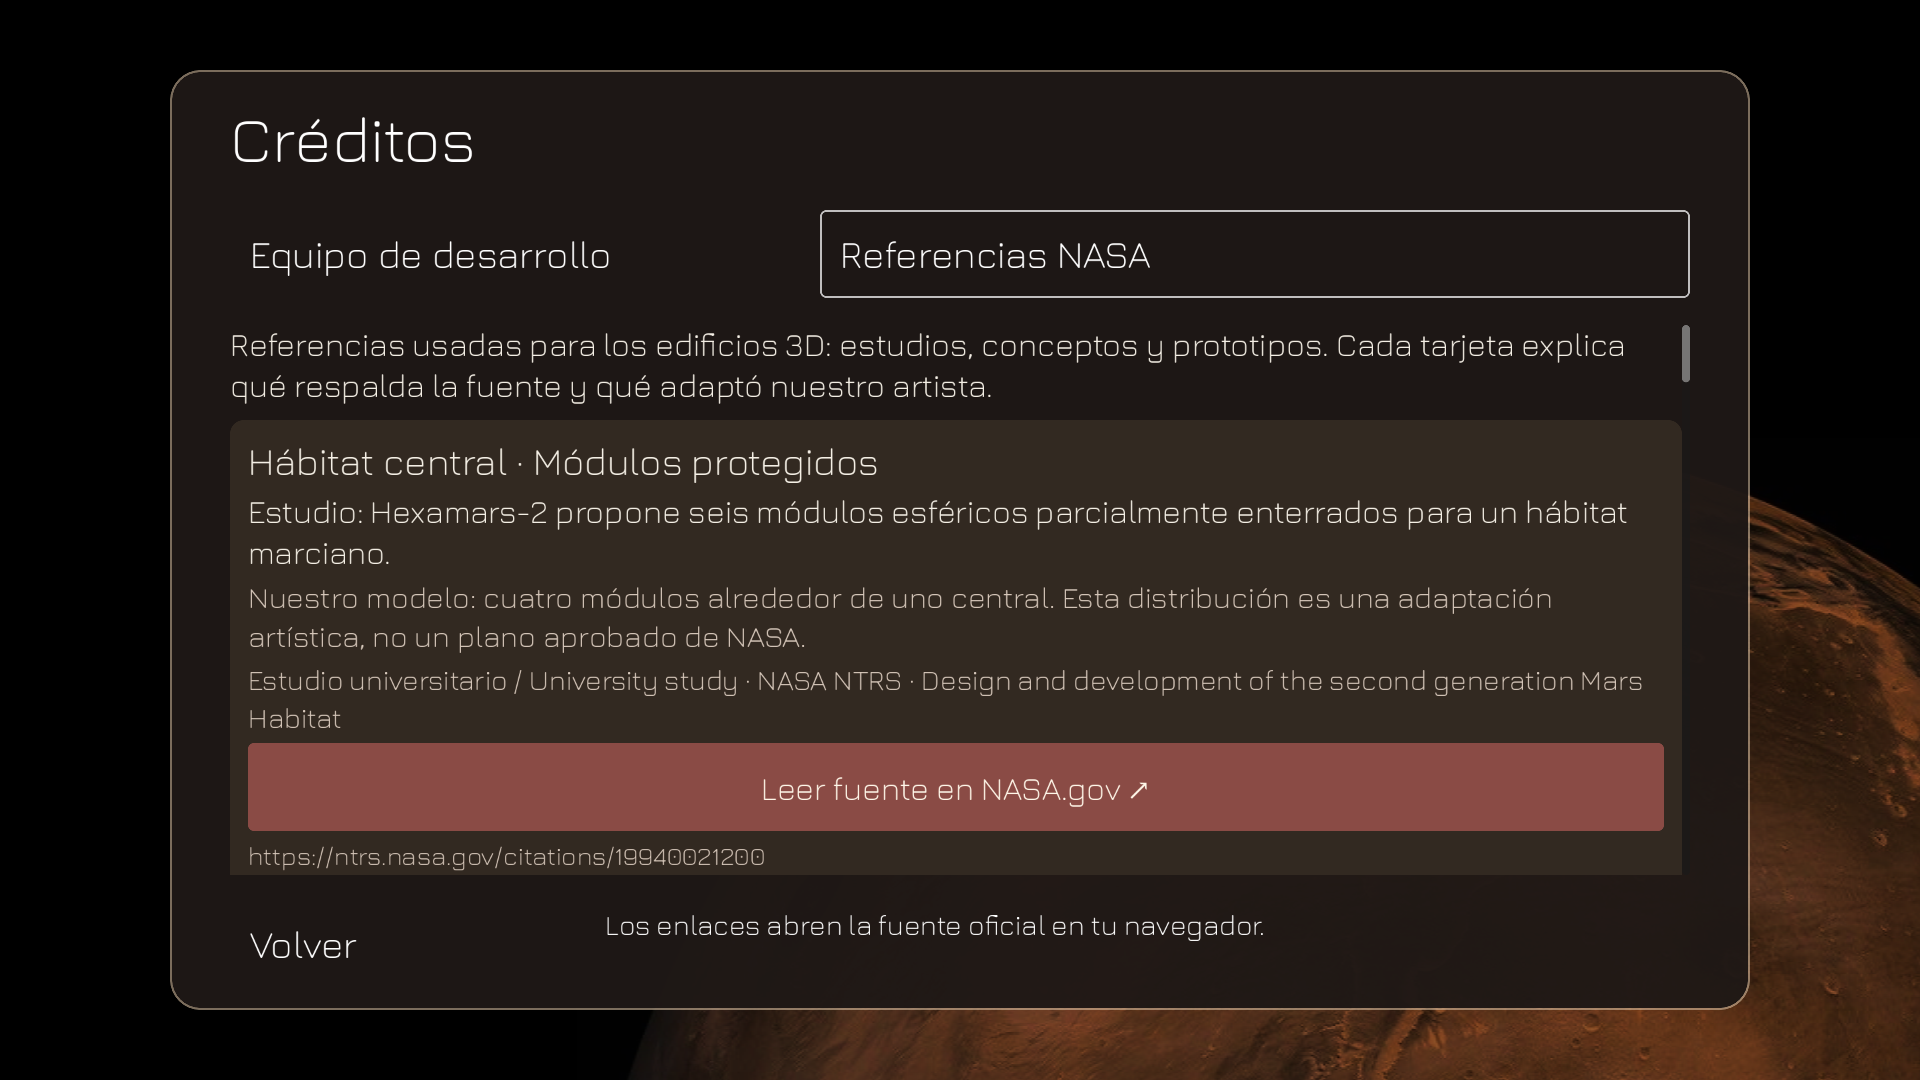 Créditos
Equipo de desarrollo
Referencias NASA
Referencias usadas para los edificios 3D: estudios, conceptos y prototipos. Cada tarjeta explica
qué respalda la fuente y qué adaptó nuestro artista.
Hábitat central · Módulos protegidos
Estudio: Hexamars-2 propone seis módulos esféricos parcialmente enterrados para un hábitat
marciano.
Nuestro modelo: cuatro módulos alrededor de uno central. Esta distribución es una adaptación
artística, no un plano aprobado de NASA.
Estudio universitario / University study · NASA NTRS · Design and development of the second generation Mars
Habitat
Leer fuente en NASA.gov ↗
https://ntrs.nasa.gov/citations/19940021200
Los enlaces abren la fuente oficial en tu navegador.
Volver